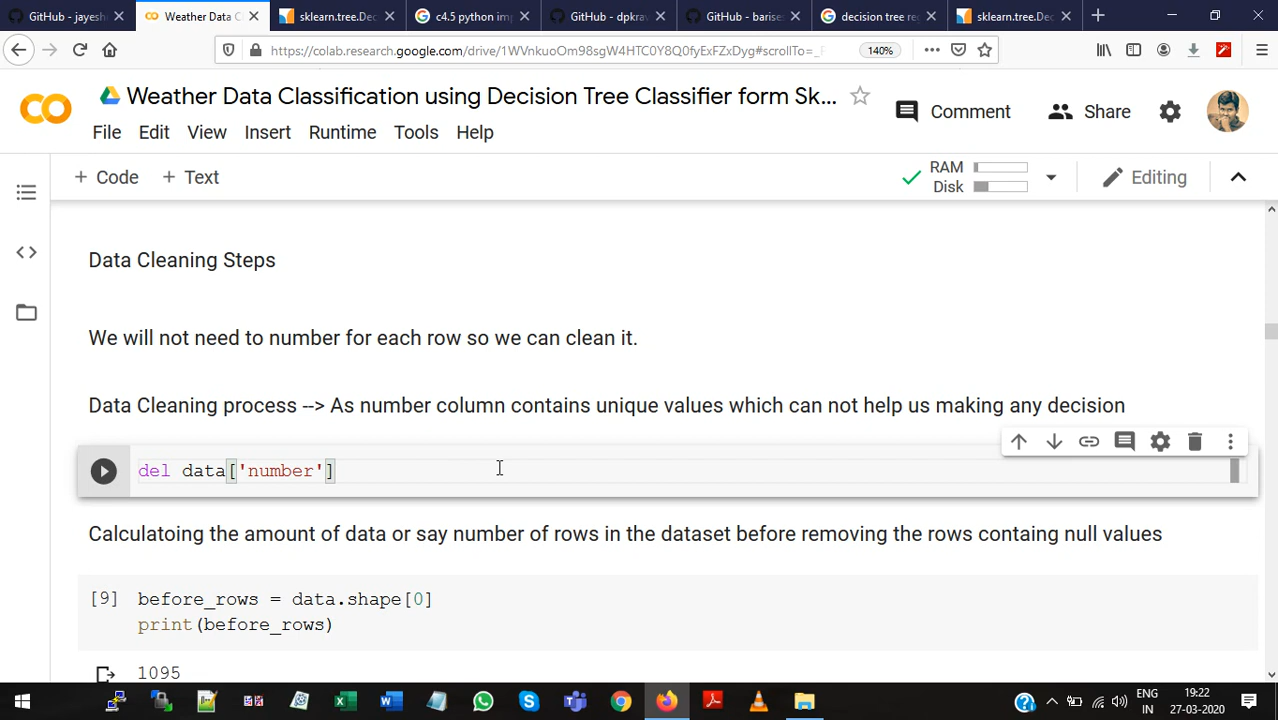 GitHub - jayesh
Weather Data C
sklearn.tree.Dec
c4.5 python imp
GitHub - dpkrav
GitHub - barise
decision tree re
sklearn.tree.Dec
https://colab.research.google.com/drive/1WVnkuoOm98sgW4HTC0Y8Q0fyExFZxDyg#scrollTo=_F
140%
Weather Data Classification using Decision Tree Classifier form Sk...
Comment
Share
File Edit View Insert Runtime Tools Help
+ Code + Text
RAM
Disk
Editing
Data Cleaning Steps
We will not need to number for each row so we can clean it.
Data Cleaning process --> As number column contains unique values which can not help us making any decision
del data['number']
Calculatoing the amount of data or say number of rows in the dataset before removing the rows containg null values
[9] before_rows = data.shape[0]
print(before_rows)
1095
ENG
IN
19:22
27-03-2020